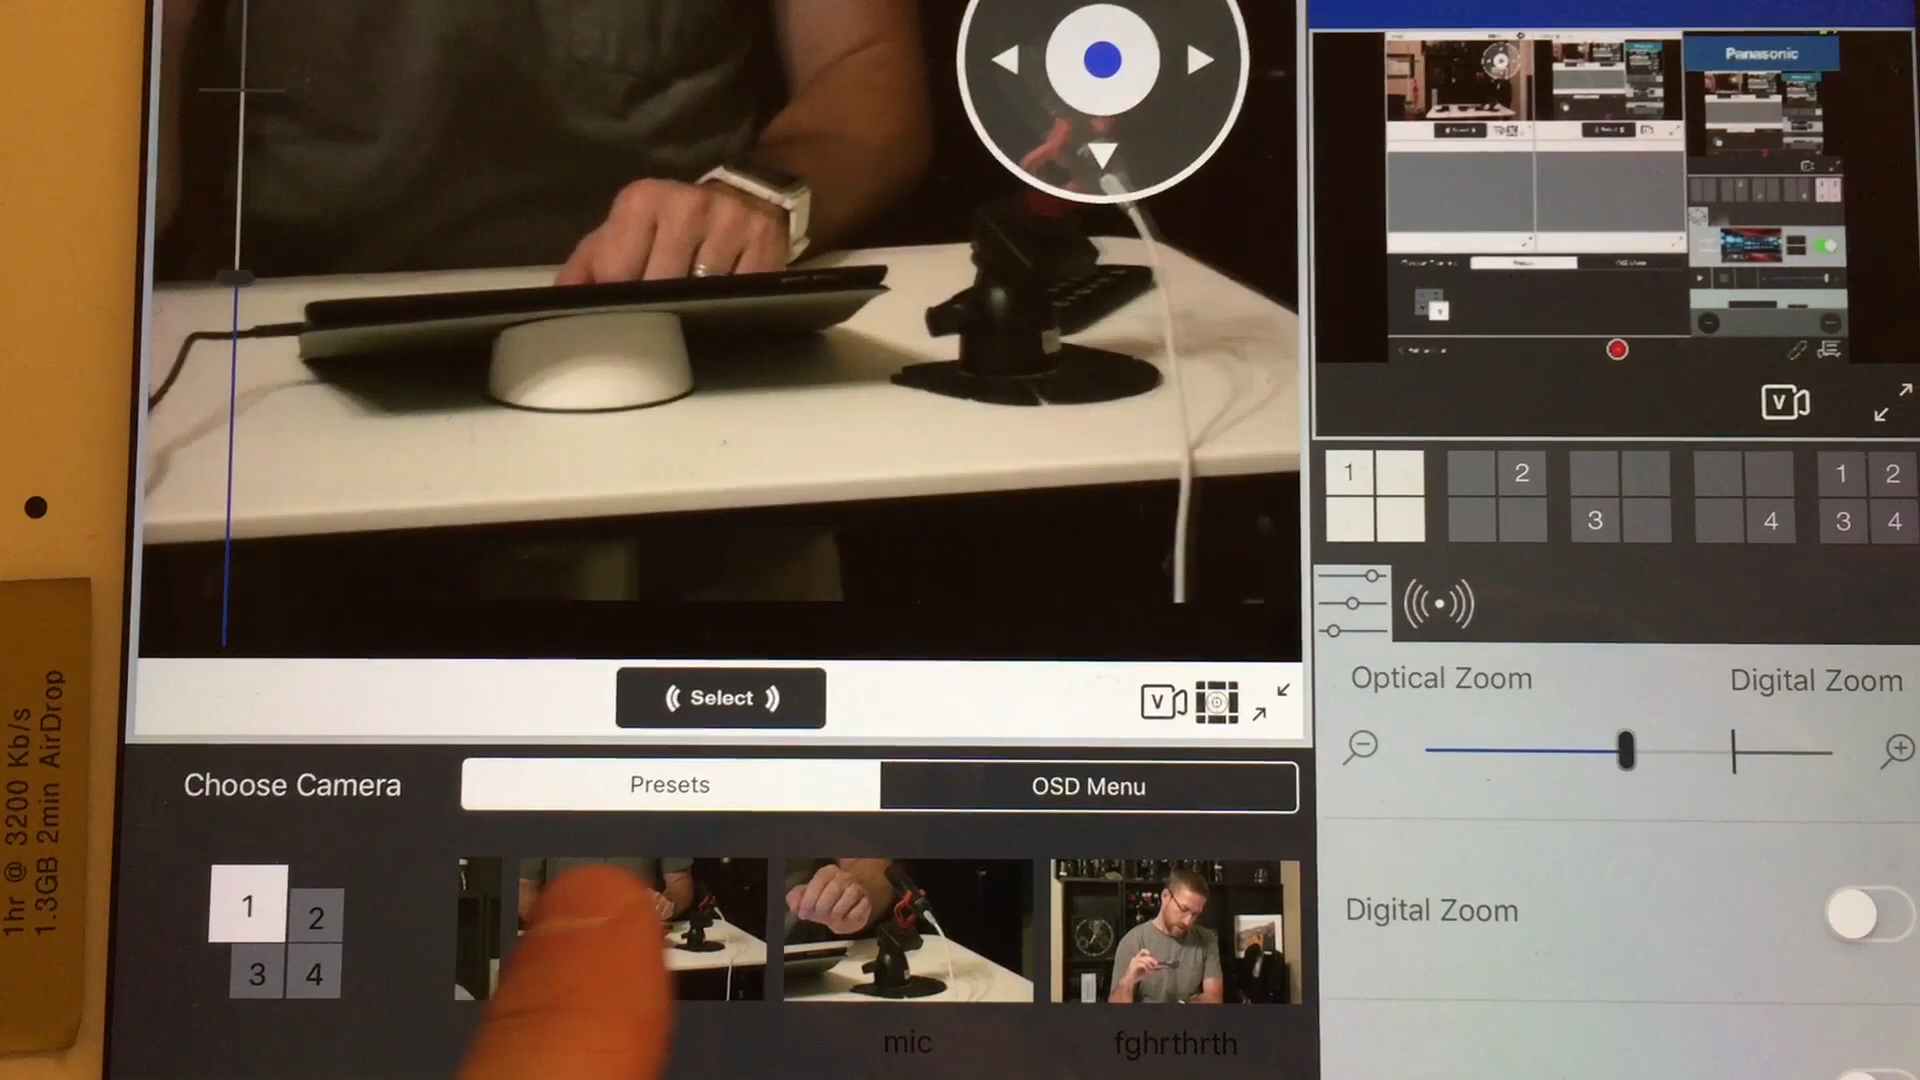 Panasonic
V
1
2
3
4
1 2
3 4
Optical Zoom
Digital Zoom
Select
V
Choose Camera
Presets
OSD Menu
1
2
3
4
Digital Zoom
mic
fghrthrth
1hr @ 3200 Kb/s
1.3GB 2min AirDrop